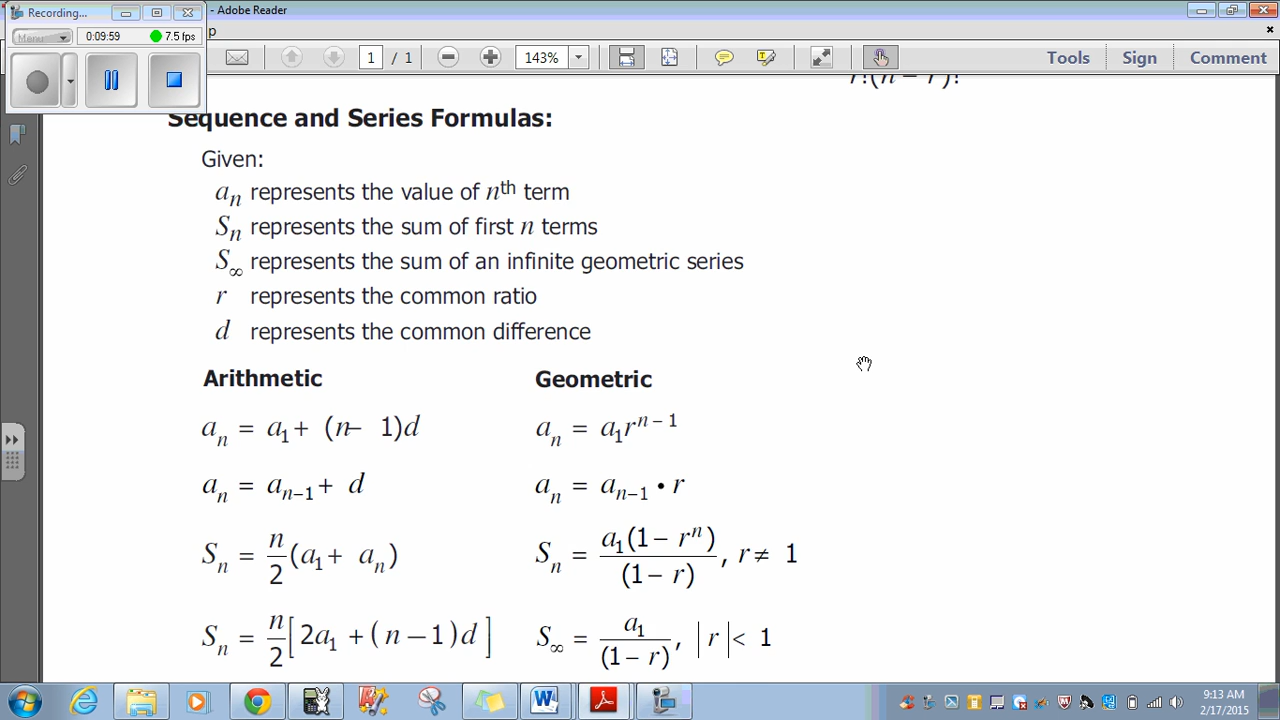 Recording...
- Adobe Reader
Menu
0:09:59
7.5 fps
p
1 / 1
143%
Tools
Sign
Comment
r!(n − r)!
Sequence and Series Formulas:
Given:
aₙ represents the value of nth term
Sₙ represents the sum of first n terms
S∞ represents the sum of an infinite geometric series
r represents the common ratio
d represents the common difference
Arithmetic
Geometric
aₙ = a₁ + (n − 1)d
aₙ = a₁rⁿ⁻¹
aₙ = aₙ₋₁ + d
aₙ = aₙ₋₁ • r
Sₙ = n/2(a₁ + aₙ)
Sₙ = a₁(1 − rⁿ)/(1 − r), r ≠ 1
Sₙ = n/2[2a₁ + (n − 1)d]
S∞ = a₁/(1 − r), |r| < 1
9:13 AM
2/17/2015